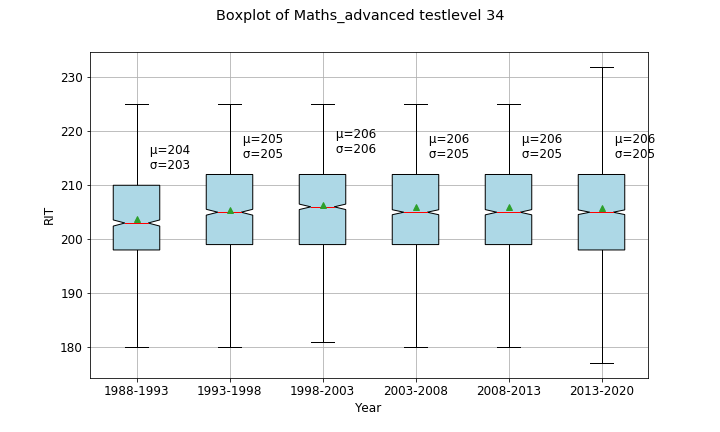 Boxplot of Maths_advanced testlevel 34
230
220
210
200
190
180
RIT
μ=204
σ=203
μ=205
σ=205
μ=206
σ=206
μ=206
σ=205
μ=206
σ=205
μ=206
σ=205
1988-1993
1993-1998
1998-2003
2003-2008
2008-2013
2013-2020
Year